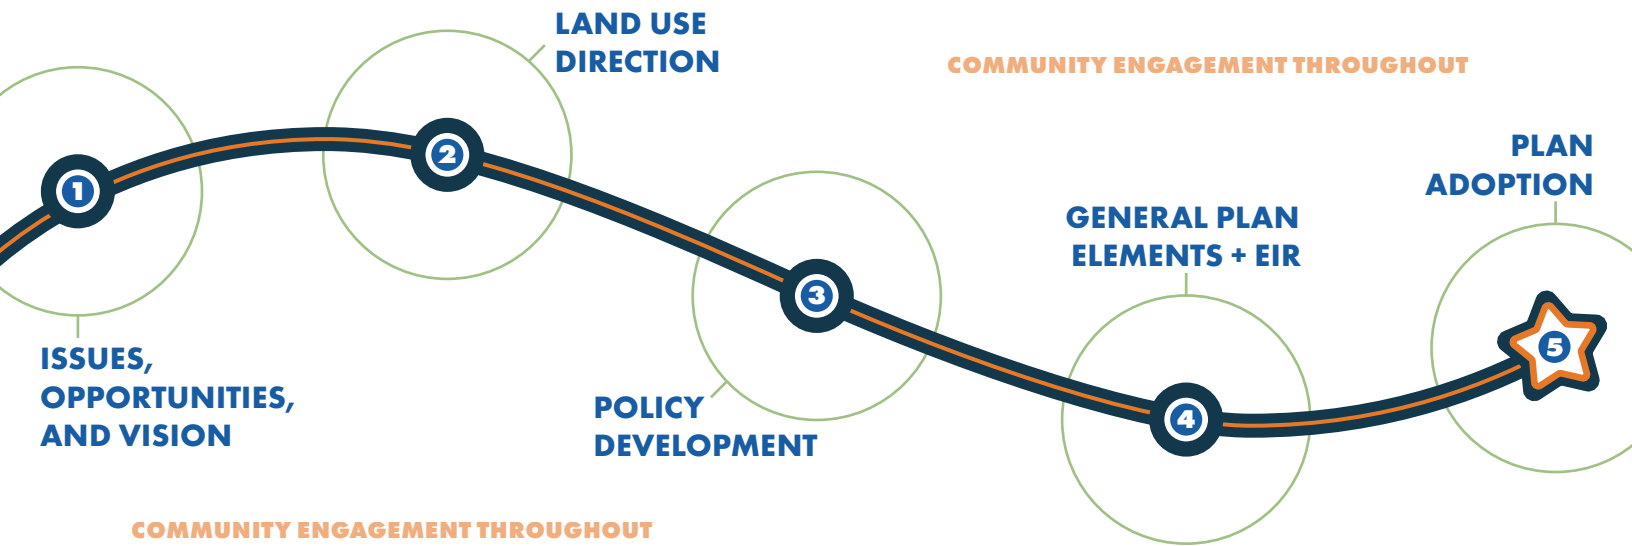 LAND USE
DIRECTION
COMMUNITY ENGAGEMENT THROUGHOUT
1
2
3
4
5
ISSUES,
OPPORTUNITIES,
AND VISION
POLICY
DEVELOPMENT
GENERAL PLAN
ELEMENTS + EIR
PLAN
ADOPTION
COMMUNITY ENGAGEMENT THROUGHOUT